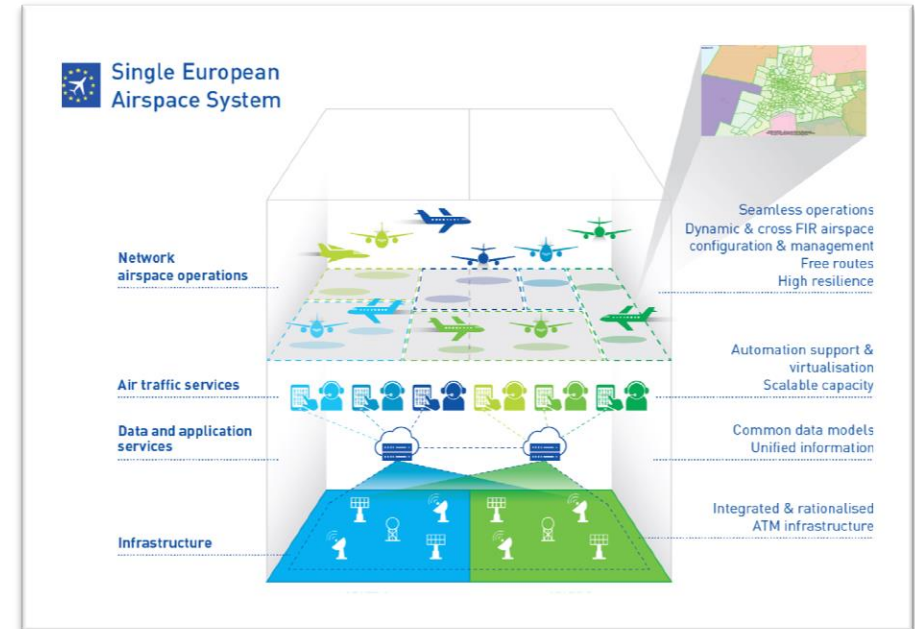 Single European
Airspace System
Network
airspace operations
Seamless operations
Dynamic & cross FIR airspace
configuration & management
Free routes
High resilience
Air traffic services
Automation support &
virtualisation
Scalable capacity
Data and application
services
Common data models
Unified information
Infrastructure
Integrated & rationalised
ATM infrastructure